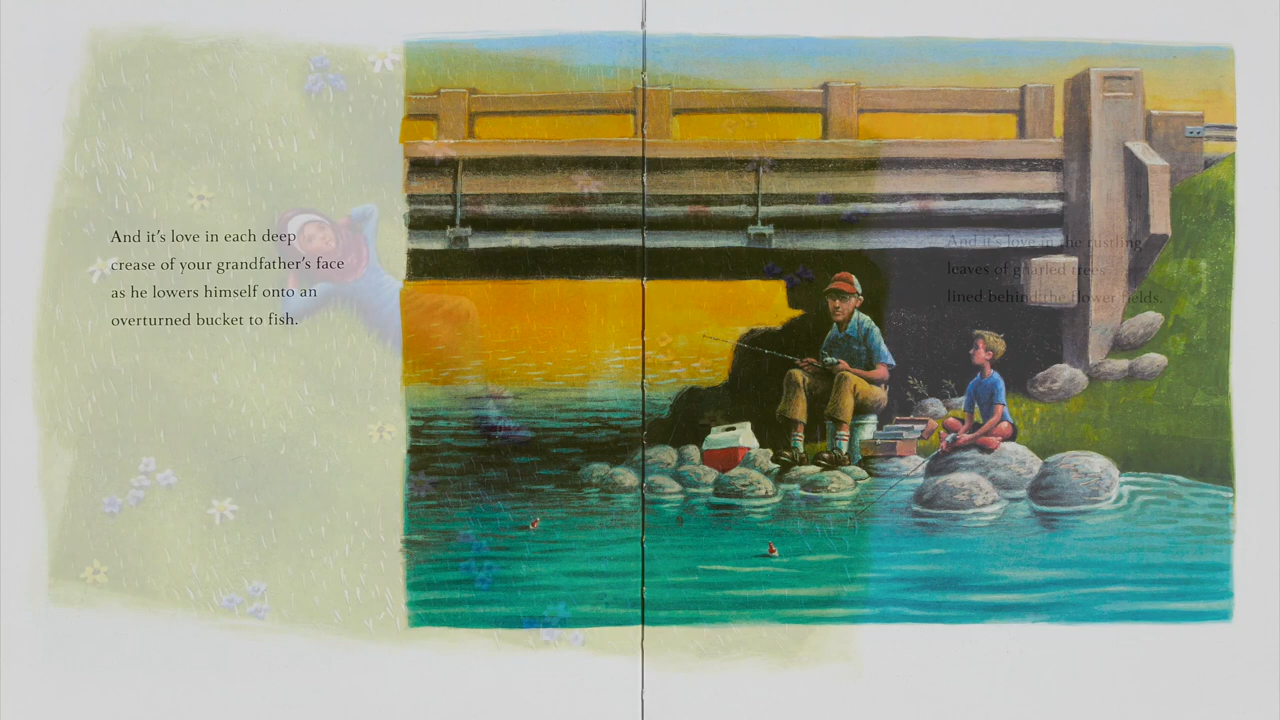 And it's love in each deep
crease of your grandfather's face
as he lowers himself onto an
overturned bucket to fish.
And it's love in the rustling
leaves of gnarled trees
lined behind the flower fields.